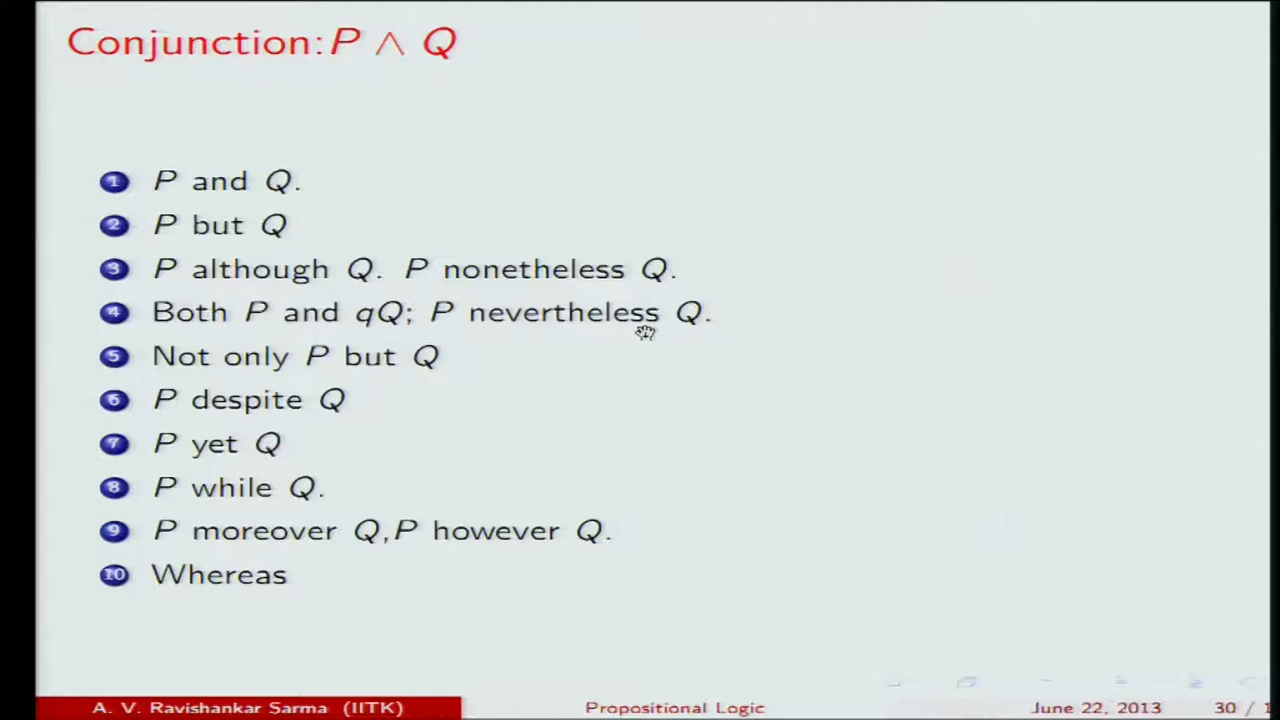 Conjunction: P ∧ Q
1 P and Q.
2 P but Q
3 P although Q. P nonetheless Q.
4 Both P and qQ; P nevertheless Q.
5 Not only P but Q
6 P despite Q
7 P yet Q
8 P while Q.
9 P moreover Q,P however Q.
10 Whereas
A. V. Ravishankar Sarma (IITK) Propositional Logic June 22, 2013 30 / 1